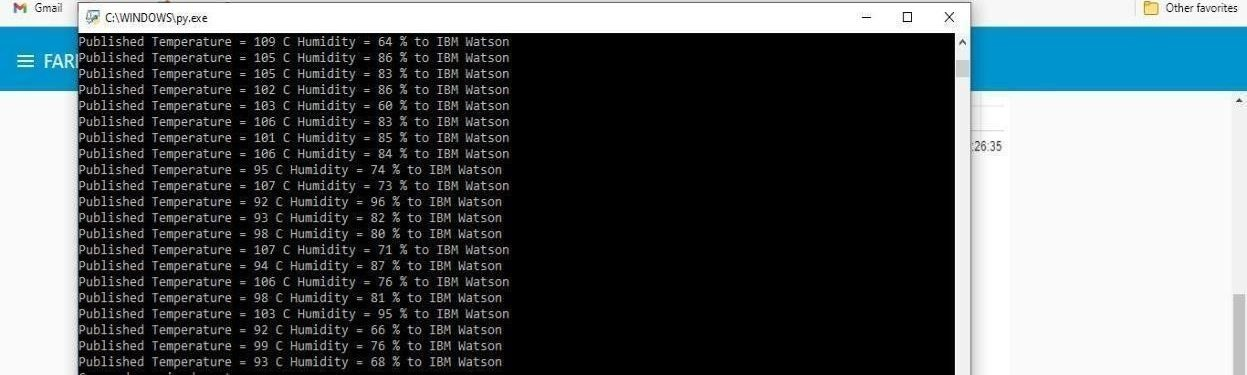 Gmail
C:\WINDOWS\py.exe
Other favorites
FAR
Published Temperature = 109 C Humidity = 64 % to IBM Watson
Published Temperature = 105 C Humidity = 86 % to IBM Watson
Published Temperature = 105 C Humidity = 83 % to IBM Watson
Published Temperature = 102 C Humidity = 86 % to IBM Watson
Published Temperature = 103 C Humidity = 60 % to IBM Watson
Published Temperature = 106 C Humidity = 83 % to IBM Watson
Published Temperature = 101 C Humidity = 85 % to IBM Watson
Published Temperature = 106 C Humidity = 84 % to IBM Watson
:26:35
Published Temperature = 95 C Humidity = 74 % to IBM Watson
Published Temperature = 107 C Humidity = 73 % to IBM Watson
Published Temperature = 92 C Humidity = 96 % to IBM Watson
Published Temperature = 93 C Humidity = 82 % to IBM Watson
Published Temperature = 98 C Humidity = 80 % to IBM Watson
Published Temperature = 107 C Humidity = 71 % to IBM Watson
Published Temperature = 94 C Humidity = 87 % to IBM Watson
Published Temperature = 106 C Humidity = 76 % to IBM Watson
Published Temperature = 98 C Humidity = 81 % to IBM Watson
Published Temperature = 103 C Humidity = 95 % to IBM Watson
Published Temperature = 92 C Humidity = 66 % to IBM Watson
Published Temperature = 99 C Humidity = 76 % to IBM Watson
Published Temperature = 93 C Humidity = 68 % to IBM Watson